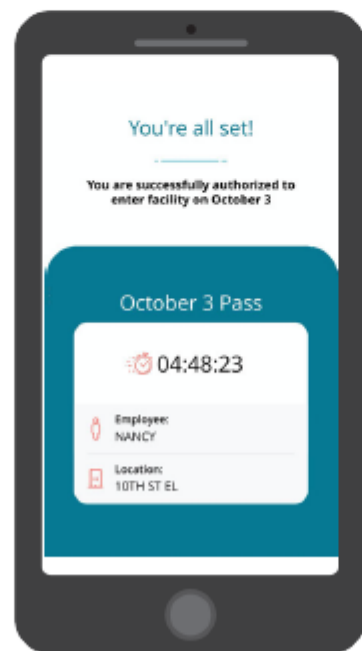 You're all set!
You are successfully authorized to
enter facility on October 3
October 3 Pass
04:48:23
Employee:
NANCY
Location:
10TH ST EL